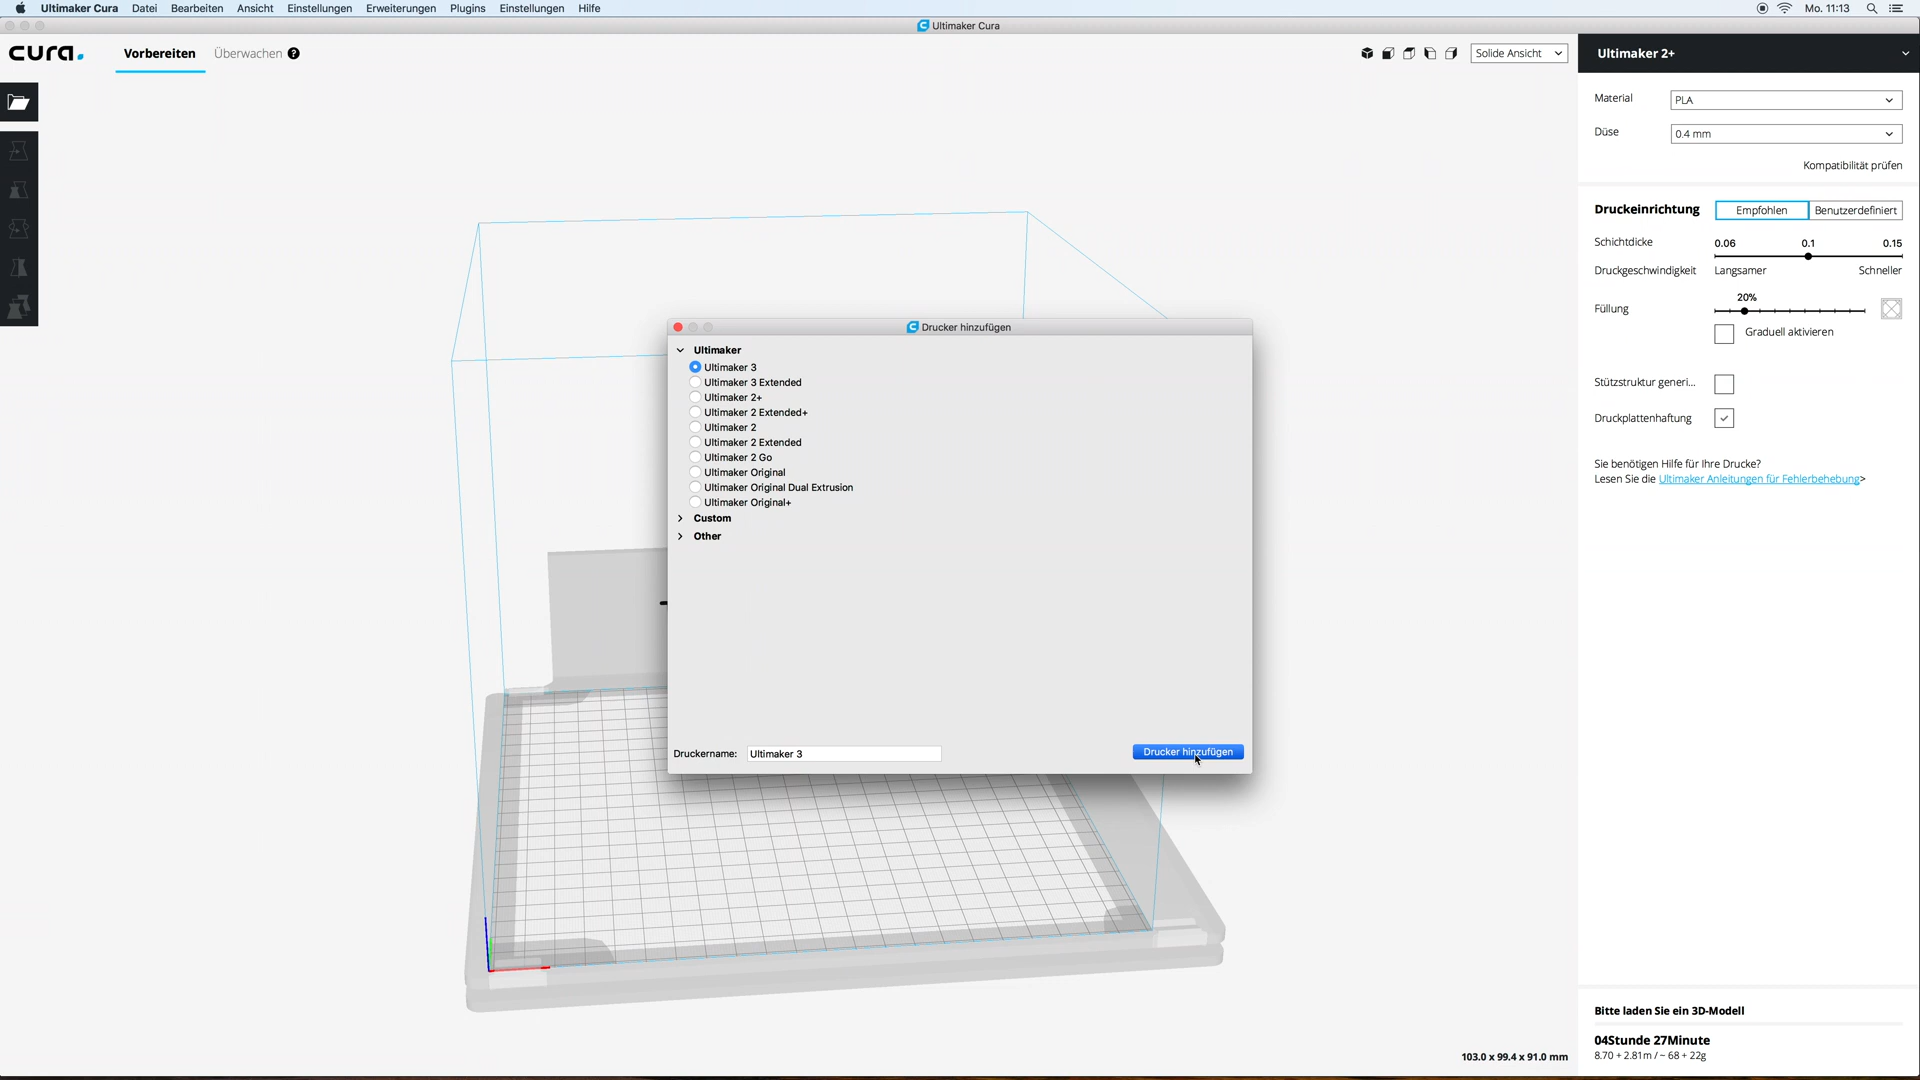 Ultimaker Cura Datei Bearbeiten Ansicht Einstellungen Erweiterungen Plugins Einstellungen Hilfe Mo. 11:13
Ultimaker Cura
cura. Vorbereiten Überwachen ? Solide Ansicht Ultimaker 2+
Material PLA
Düse 0.4 mm
Kompatibilität prüfen
Druckeinrichtung Empfohlen Benutzerdefiniert
Schichtdicke 0.06 0.1 0.15
Druckgeschwindigkeit Langsamer Schneller
20%
Füllung
Graduell aktivieren
Stützstruktur generi...
Druckplattenhaftung
Sie benötigen Hilfe für Ihre Drucke?
Lesen Sie die Ultimaker Anleitungen für Fehlerbehebung>
Drucker hinzufügen
Ultimaker
Ultimaker 3
Ultimaker 3 Extended
Ultimaker 2+
Ultimaker 2 Extended+
Ultimaker 2
Ultimaker 2 Extended
Ultimaker 2 Go
Ultimaker Original
Ultimaker Original Dual Extrusion
Ultimaker Original+
Custom
Other
Druckername: Ultimaker 3 Drucker hinzufügen
Bitte laden Sie ein 3D-Modell
04Stunde 27Minute
8.70 + 2.81m / ~ 68 + 22g
103.0 x 99.4 x 91.0 mm